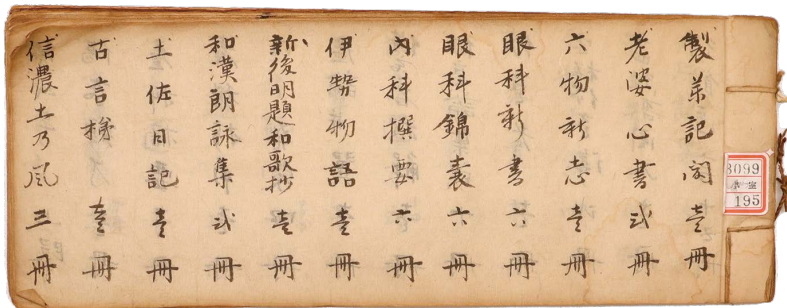 製薬記聞壱冊
老婆心書弐冊
六物新志壱冊
眼科新書六冊
眼科錦嚢六冊
内科撰要六冊
伊勢物語壱冊
新後明題和歌抄壱冊
和漢朗詠集弐冊
土佐日記壱冊
古言梯壱冊
信濃土乃風三冊
3099
195